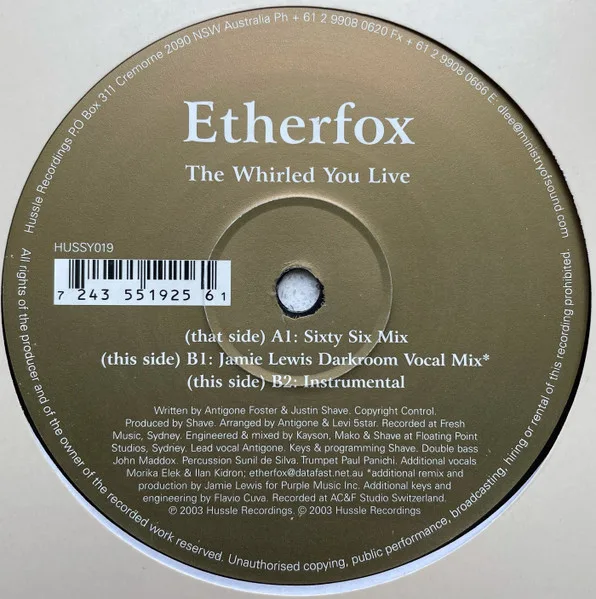 Hussle Recordings PO Box 311 Cremorne 2090 NSW Australia Ph + 61 2 9908 0620 Fx + 61 2 9908 0666 E: dlee@ministryofsound.com
Etherfox
The Whirled You Live
HUSSY019
7 243 551925 61
(that side) A1: Sixty Six Mix
(this side) B1: Jamie Lewis Darkroom Vocal Mix*
(this side) B2: Instrumental
Written by Antigone Foster & Justin Shave. Copyright Control.
Produced by Shave. Arranged by Antigone & Levi 5star. Recorded at Fresh
Music, Sydney. Engineered & mixed by Kayson, Mako & Shave at Floating Point
Studios, Sydney. Lead vocal Antigone. Keys & programming Shave. Double bass
John Maddox. Percussion Sunil de Silva. Trumpet Paul Panichi. Additional vocals
Morika Elek & Ilan Kidron; etherfox@datafast.net.au *additional remix and
production by Jamie Lewis for Purple Music Inc. Additional keys and
engineering by Flavio Cuva. Recorded at AC&F Studio Switzerland.
℗ 2003 Hussle Recordings. © 2003 Hussle Recordings
All rights of the producer and of the owner of the recorded work reserved. Unauthorised copying, public performance, broadcasting, hiring or rental of this recording prohibited.